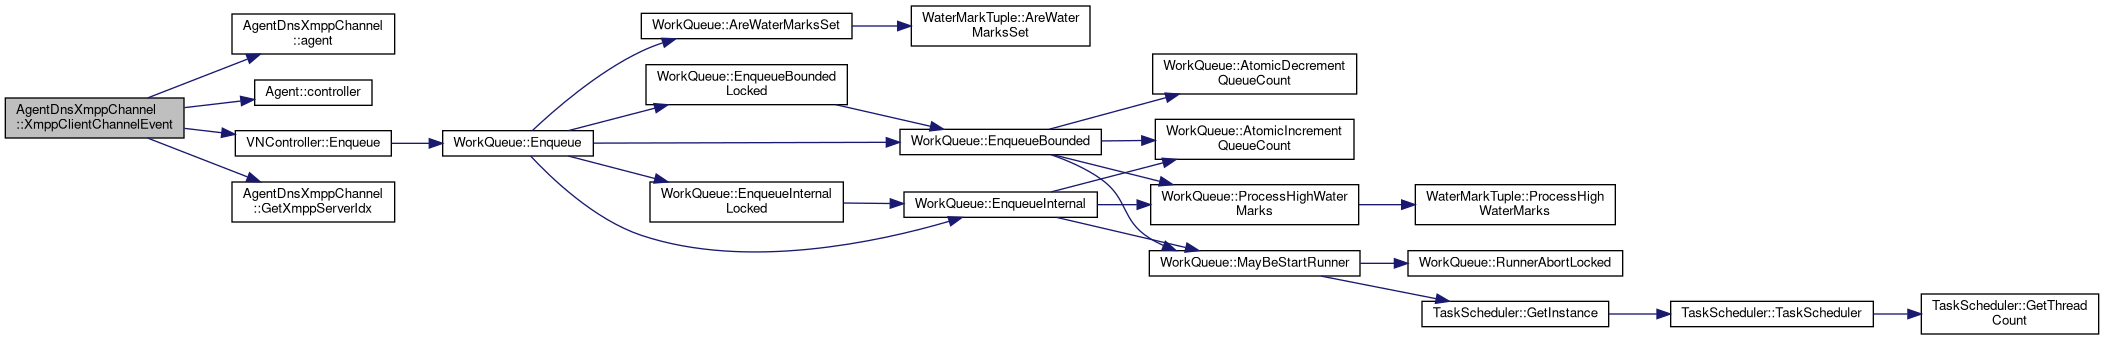 AgentDnsXmppChannel
::XmppClientChannelEvent
AgentDnsXmppChannel
::agent
Agent::controller
VNController::Enqueue
AgentDnsXmppChannel
::GetXmppServerIdx
WorkQueue::Enqueue
WorkQueue::AreWaterMarksSet
WorkQueue::EnqueueBounded
Locked
WorkQueue::EnqueueInternal
Locked
WaterMarkTuple::AreWater
MarksSet
WorkQueue::EnqueueBounded
WorkQueue::EnqueueInternal
WorkQueue::AtomicDecrement
QueueCount
WorkQueue::AtomicIncrement
QueueCount
WorkQueue::ProcessHighWater
Marks
WorkQueue::MayBeStartRunner
WaterMarkTuple::ProcessHigh
WaterMarks
WorkQueue::RunnerAbortLocked
TaskScheduler::GetInstance
TaskScheduler::TaskScheduler
TaskScheduler::GetThread
Count